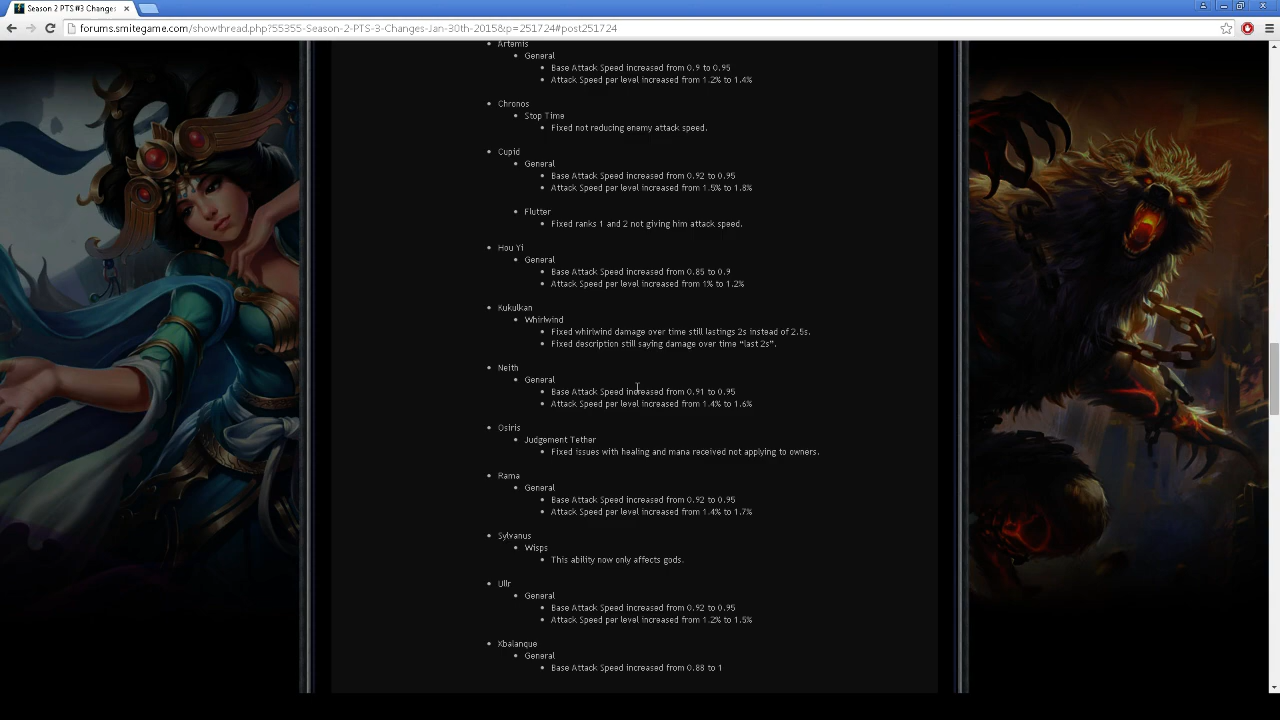 Season 2 PTS #3 Changes
forums.smitegame.com/showthread.php?55355-Season-2-PTS-3-Changes-Jan-30th-2015&p=251724#post251724
Artemis
General
Base Attack Speed increased from 0.9 to 0.95
Attack Speed per level increased from 1.2% to 1.4%
Chronos
Stop Time
Fixed not reducing enemy attack speed.
Cupid
General
Base Attack Speed increased from 0.92 to 0.95
Attack Speed per level increased from 1.5% to 1.8%
Flutter
Fixed ranks 1 and 2 not giving him attack speed.
Hou Yi
General
Base Attack Speed increased from 0.85 to 0.9
Attack Speed per level increased from 1% to 1.2%
Kukulkan
Whirlwind
Fixed whirlwind damage over time still lastings 2s instead of 2.5s.
Fixed description still saying damage over time “last 2s”.
Neith
General
Base Attack Speed increased from 0.91 to 0.95
Attack Speed per level increased from 1.4% to 1.6%
Osiris
Judgement Tether
Fixed issues with healing and mana received not applying to owners.
Rama
General
Base Attack Speed increased from 0.92 to 0.95
Attack Speed per level increased from 1.4% to 1.7%
Sylvanus
Wisps
This ability now only affects gods.
Ullr
General
Base Attack Speed increased from 0.92 to 0.95
Attack Speed per level increased from 1.2% to 1.5%
Xbalanque
General
Base Attack Speed increased from 0.88 to 1